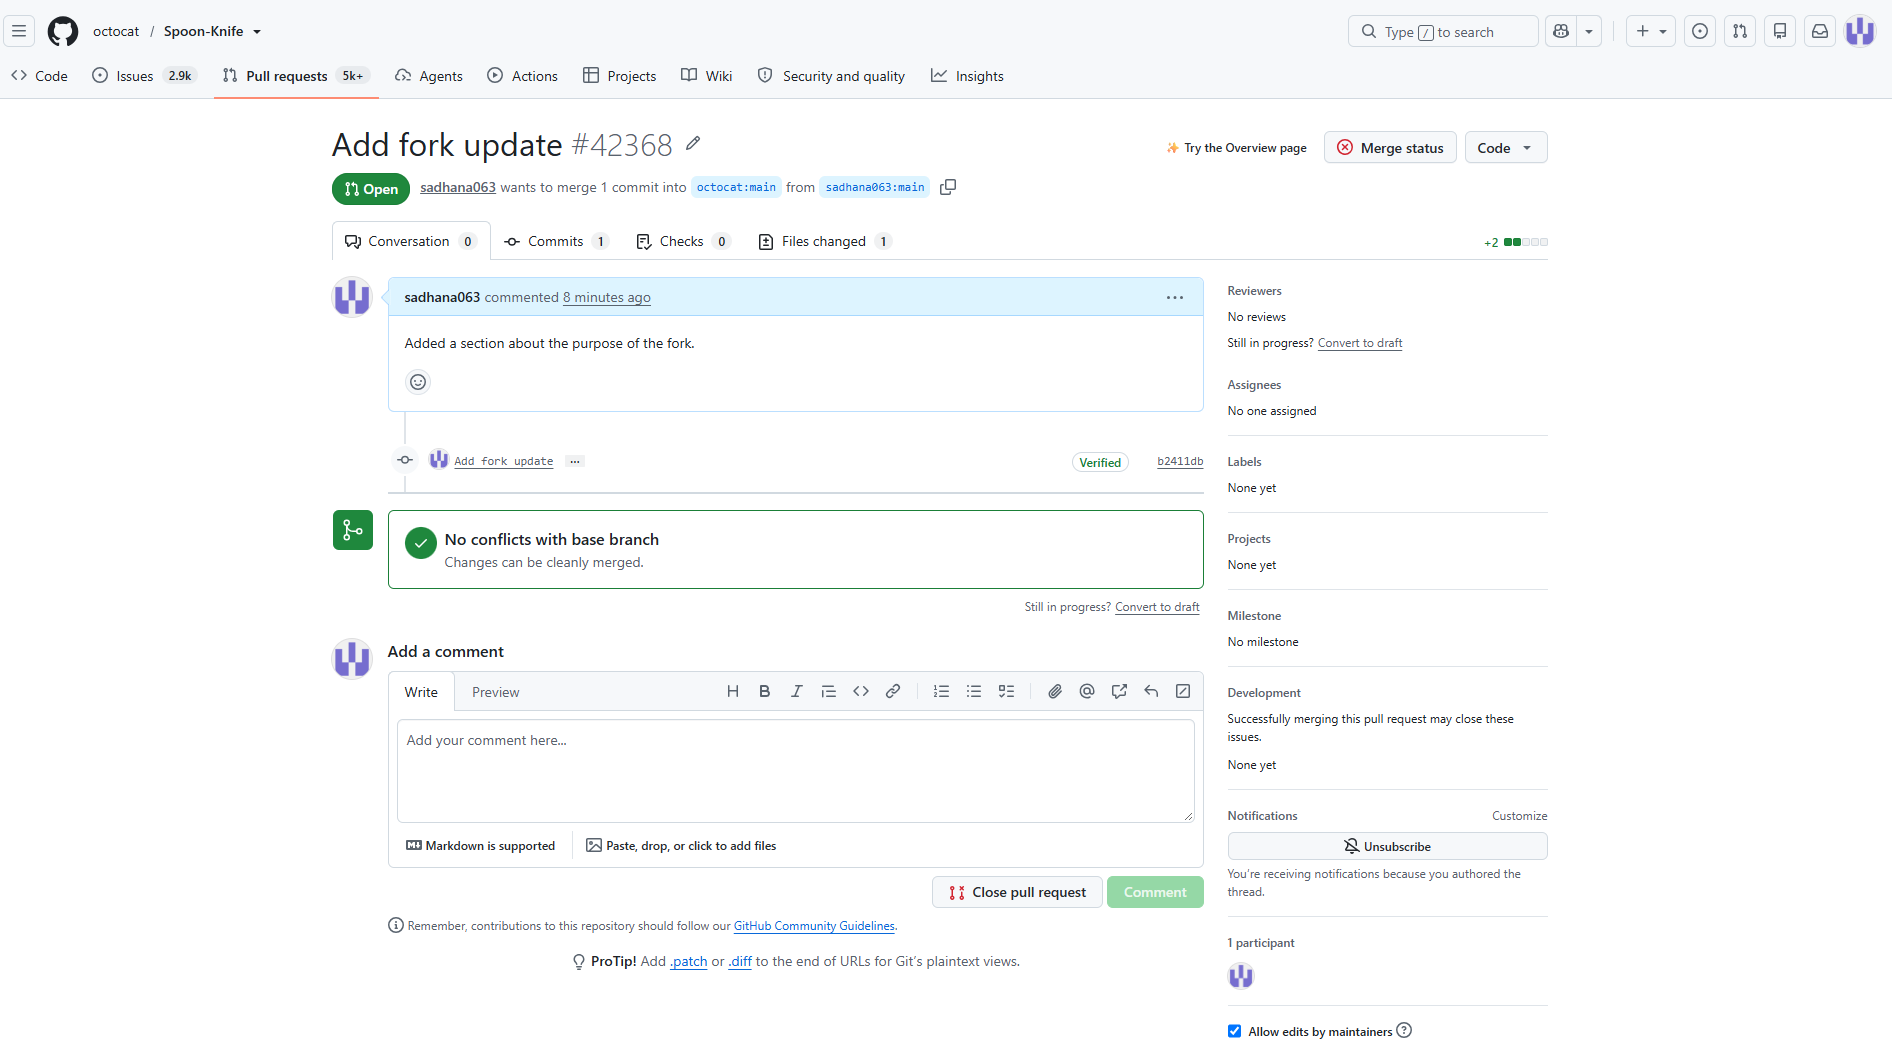 octocat / Spoon-Knife
Type / to search
Code
Issues 2.9k
Pull requests 5k+
Agents
Actions
Projects
Wiki
Security and quality
Insights
Add fork update #42368
Try the Overview page
Merge status
Code
Open
sadhana063 wants to merge 1 commit into octocat:main from sadhana063:main
Conversation 0
Commits 1
Checks 0
Files changed 1
+2
sadhana063 commented 8 minutes ago
Added a section about the purpose of the fork.
Add fork update ...
Verified
b2411db
No conflicts with base branch
Changes can be cleanly merged.
Still in progress? Convert to draft
Add a comment
Write
Preview
Add your comment here...
Markdown is supported
Paste, drop, or click to add files
Close pull request
Comment
Remember, contributions to this repository should follow our GitHub Community Guidelines.
ProTip! Add .patch or .diff to the end of URLs for Git's plaintext views.
Reviewers
No reviews
Still in progress? Convert to draft
Assignees
No one assigned
Labels
None yet
Projects
None yet
Milestone
No milestone
Development
Successfully merging this pull request may close these
issues.
None yet
Notifications
Customize
Unsubscribe
You're receiving notifications because you authored the
thread.
1 participant
Allow edits by maintainers